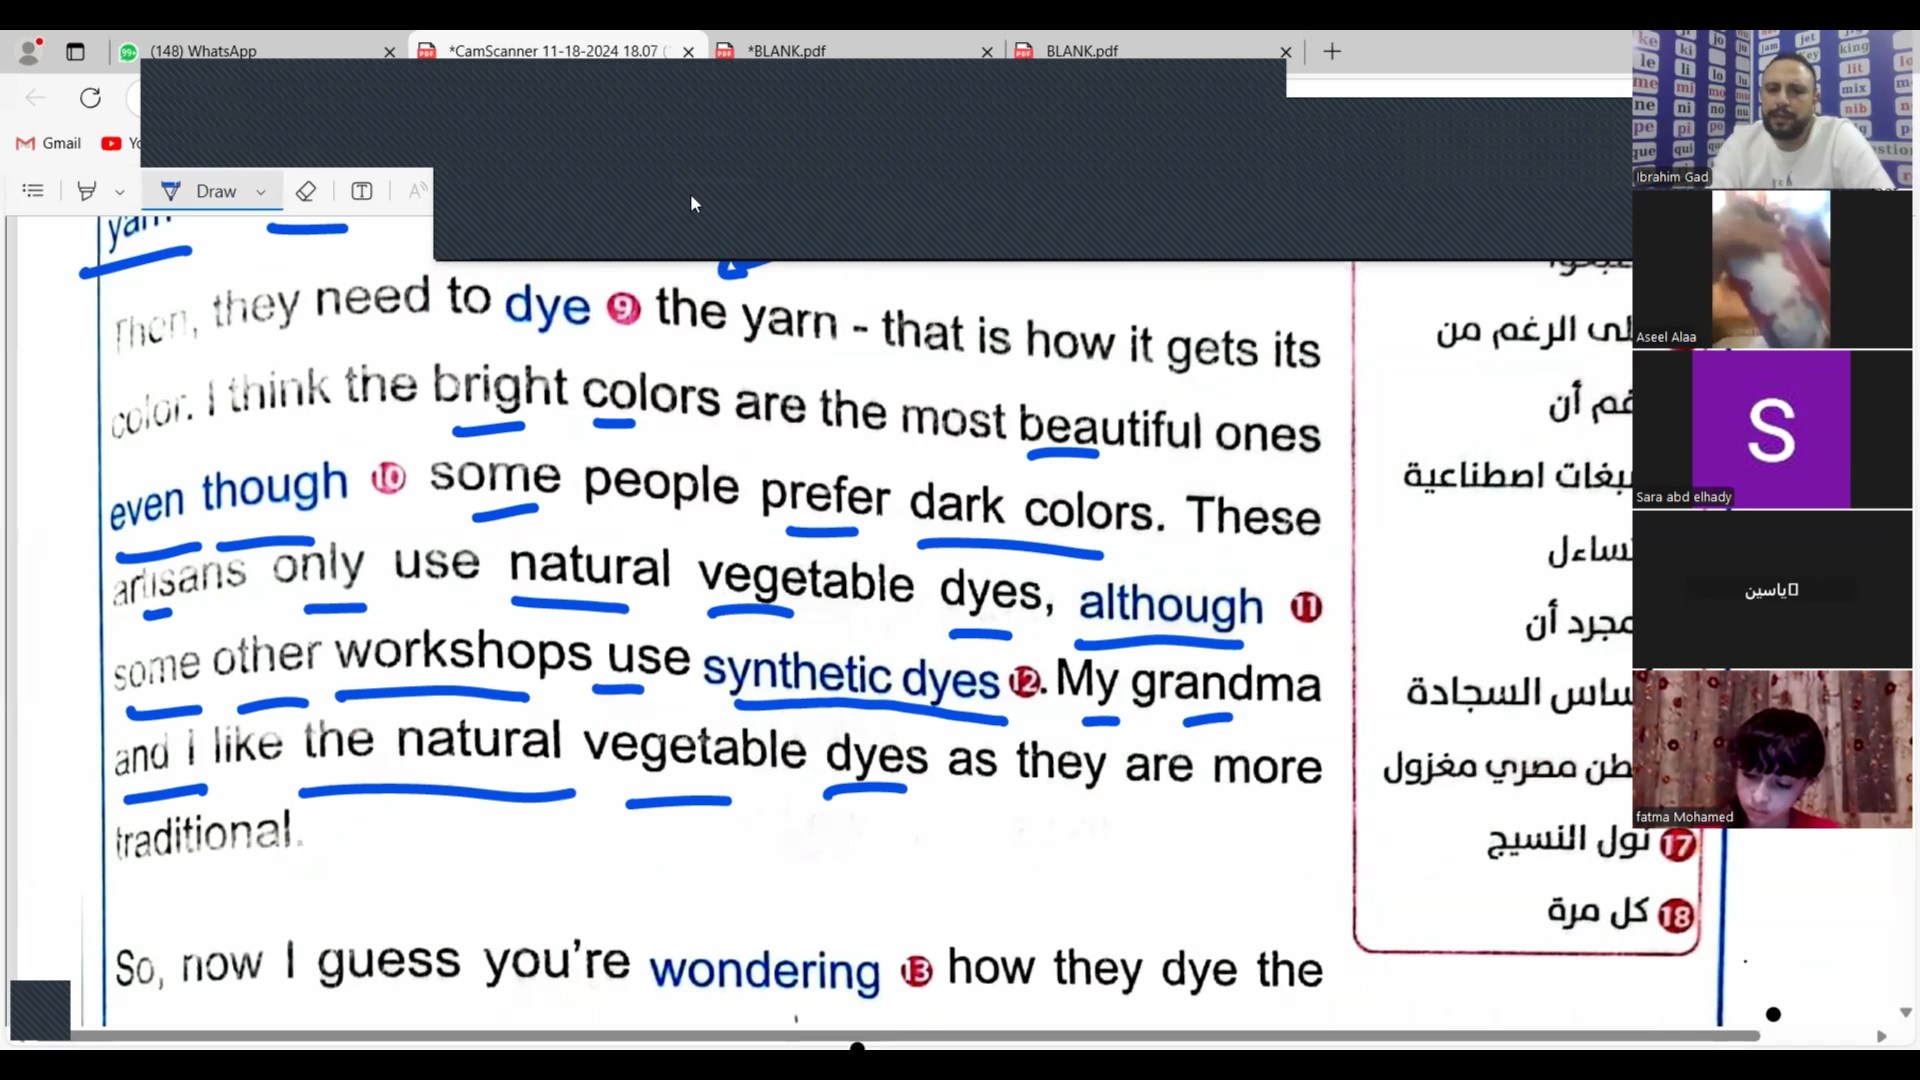 (148) WhatsApp
*CamScanner 11-18-2024 18.07
*BLANK.pdf
BLANK.pdf
Gmail
Draw
yarn
Then, they need to dye 9 the yarn - that is how it gets its
color. I think the bright colors are the most beautiful ones
even though 10 some people prefer dark colors. These
artisans only use natural vegetable dyes, although 11
some other workshops use synthetic dyes 12. My grandma
and I like the natural vegetable dyes as they are more
traditional.
So, now I guess you're wondering 13 how they dye the
الرغم من
أن
اصطناعية
أن
السجادة
مصري مغزول
17 نول النسيج
18 كل مرة
Ibrahim Gad
Aseel Alaa
S
Sara abd elhady
ياسين
fatma Mohamed